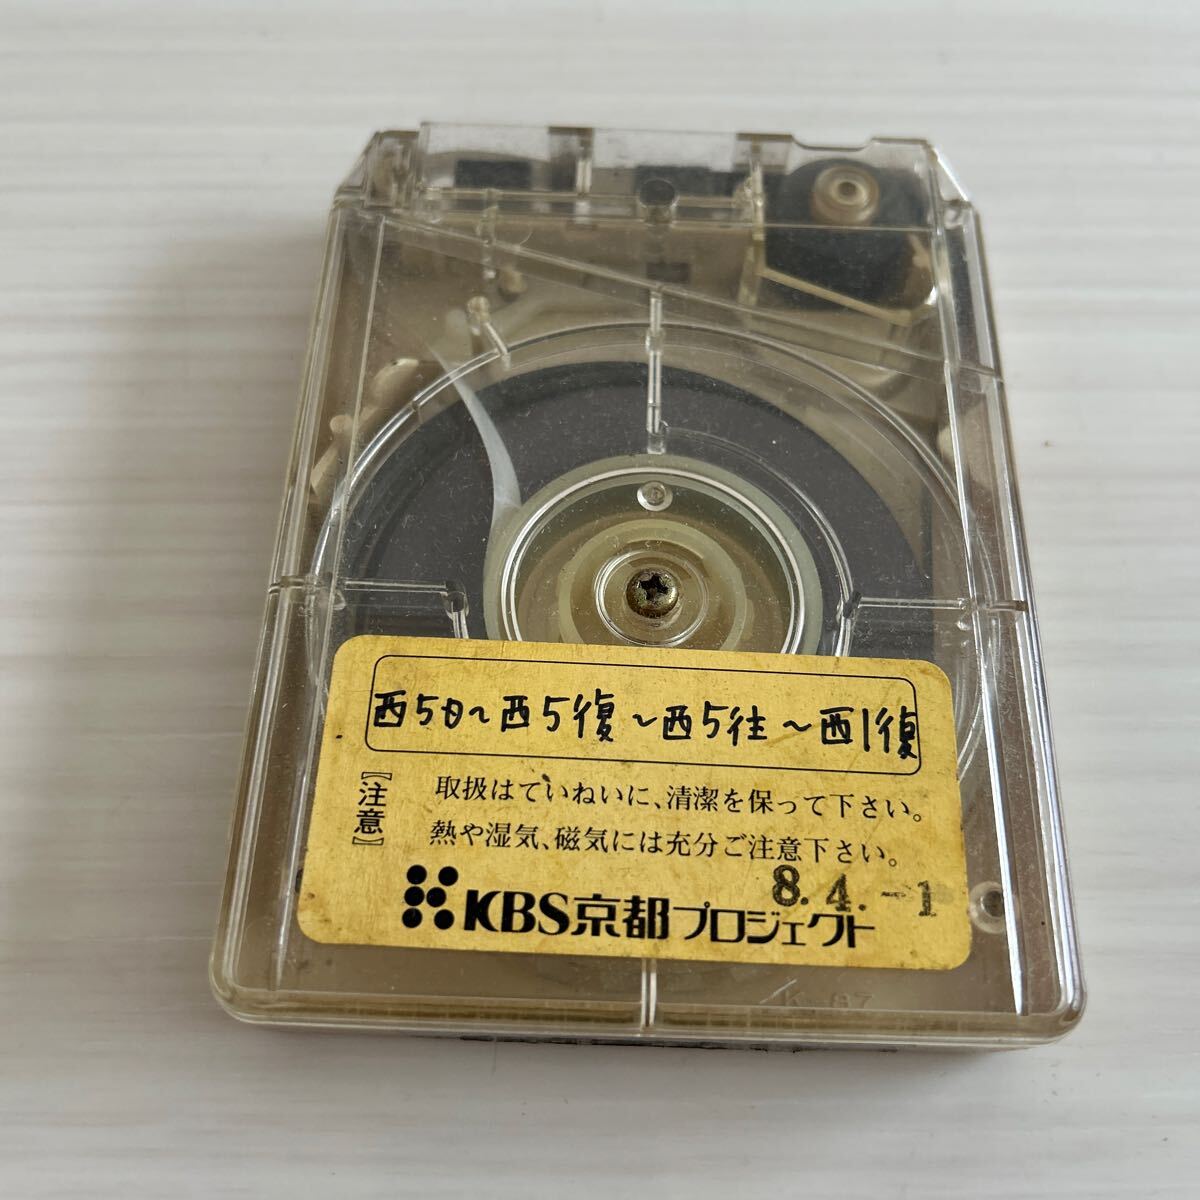 西5日～西5復～西5往～西1復
【注意】
取扱はていねいに、清潔を保って下さい。
熱や湿気、磁気には充分ご注意下さい。
8.4.-1
KBS京都プロジェクト